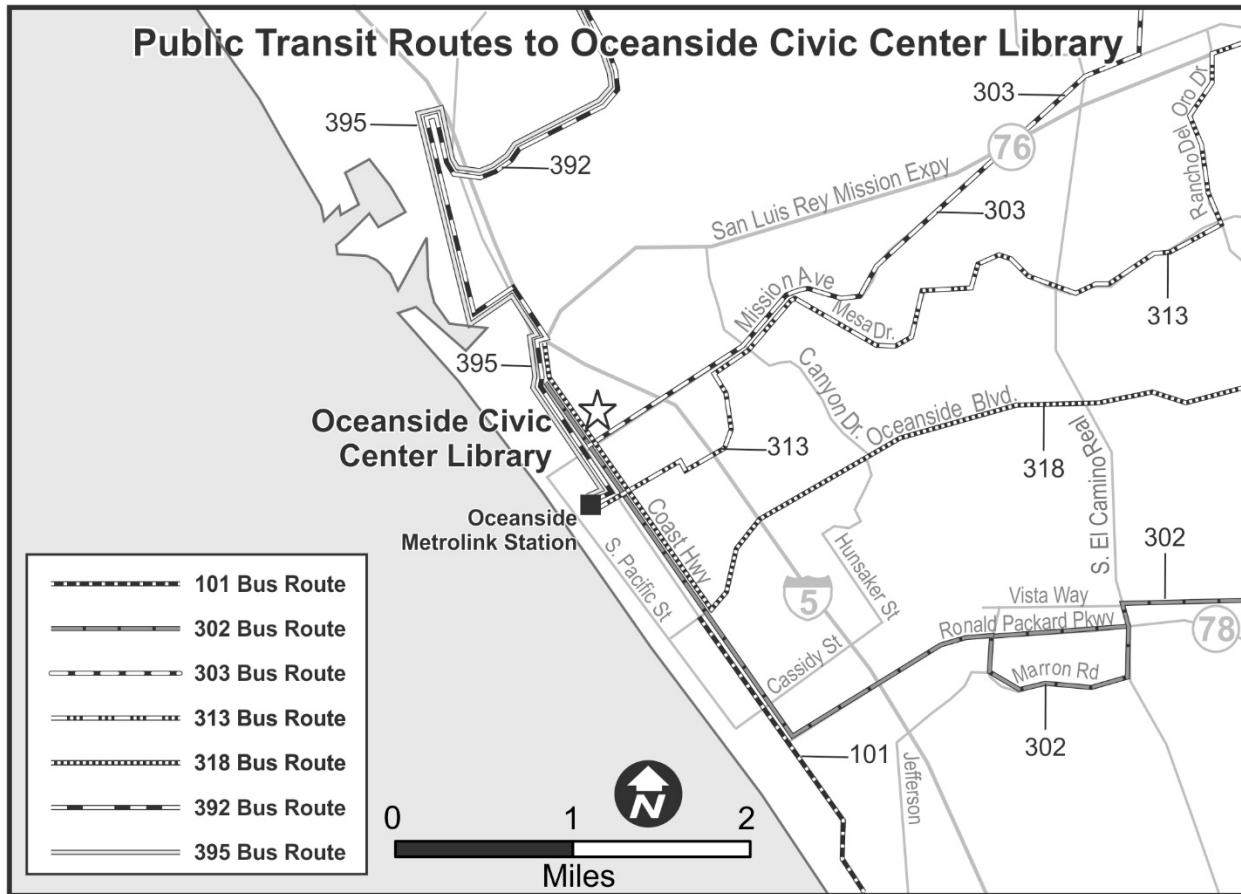 Public Transit Routes to Oceanside Civic Center Library
303
395
76
Rancho Del Oro Dr
392
San Luis Rey Mission Expy
303
Mission Ave
Mesa Dr.
313
395
Canyon Dr.
Oceanside Blvd.
Oceanside Civic
Center Library
313
318
S. El Camino Real
Oceanside
Metrolink Station
Coast Hwy
S. Pacific St
Hunsaker St
302
5
Vista Way
Ronald Packard Pkwy
78
Cassidy St
Marron Rd
302
101
Jefferson
101 Bus Route
302 Bus Route
303 Bus Route
313 Bus Route
318 Bus Route
392 Bus Route
395 Bus Route
N
0 1 2
Miles